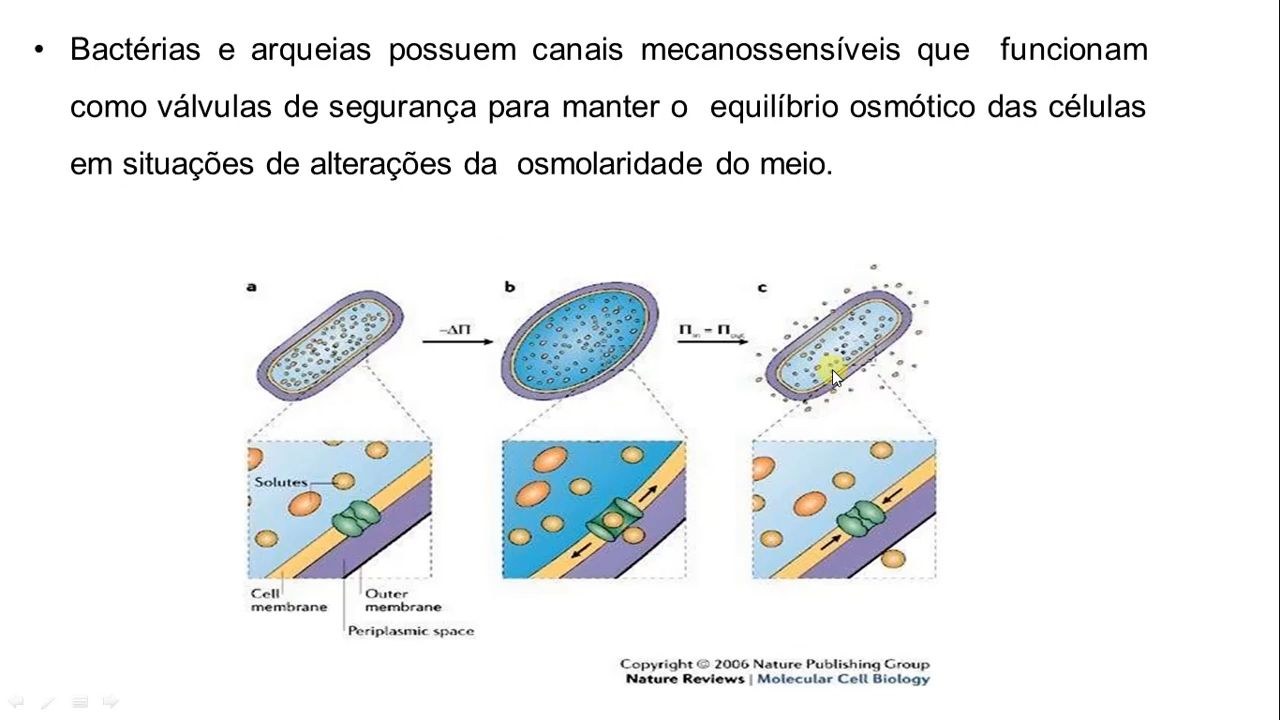 • Bactérias e arqueias possuem canais mecanossensíveis que funcionam
como válvulas de segurança para manter o equilíbrio osmótico das células
em situações de alterações da osmolaridade do meio.
a
b
c
–ΔΠ
Solutes
Cell
membrane
Outer
membrane
Periplasmic space
Copyright © 2006 Nature Publishing Group
Nature Reviews | Molecular Cell Biology